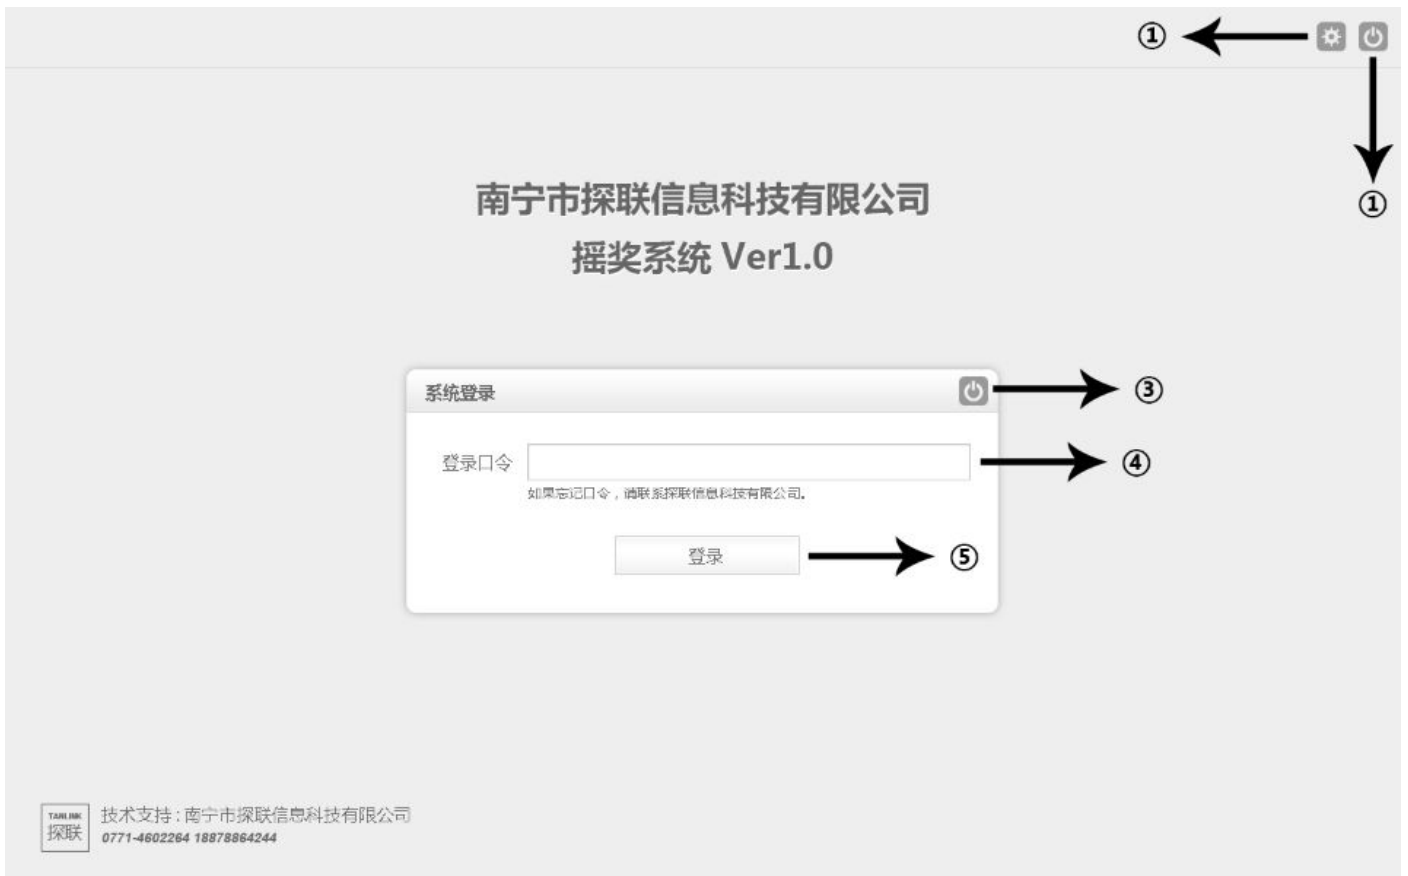 ①
①
南宁市探联信息科技有限公司
摇奖系统 Ver1.0
系统登录
③
登录口令
④
如果忘记口令，请联系探联信息科技有限公司。
登录
⑤
TANLINK
探联
技术支持：南宁市探联信息科技有限公司
0771-4602264 18878864244